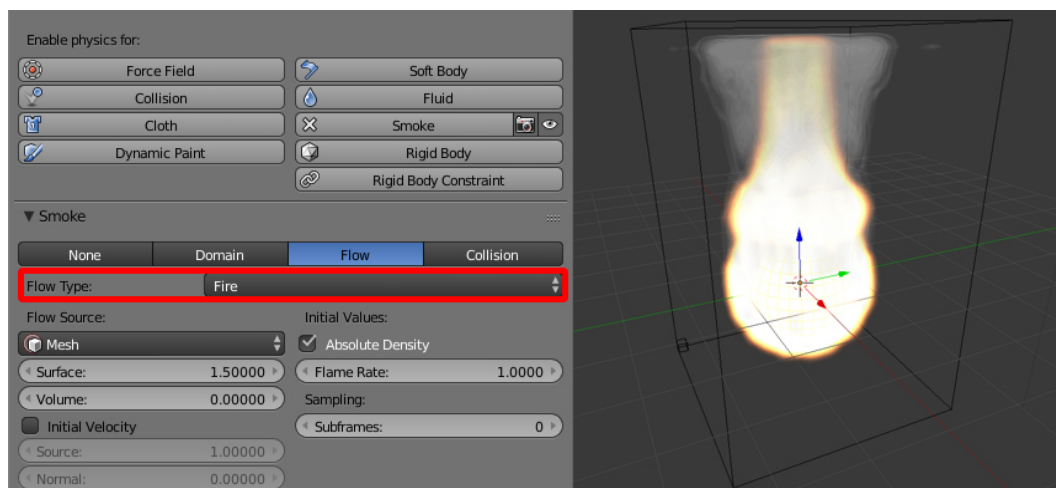 Enable physics for:
Force Field
Soft Body
Collision
Fluid
Cloth
Smoke
Dynamic Paint
Rigid Body
Rigid Body Constraint
Smoke
None Domain Flow Collision
Flow Type: Fire
Flow Source: Initial Values:
Mesh Absolute Density
Surface: 1.50000 Flame Rate: 1.0000
Volume: 0.00000 Sampling:
Initial Velocity Subframes: 0
Source: 1.00000
Normal: 0.00000